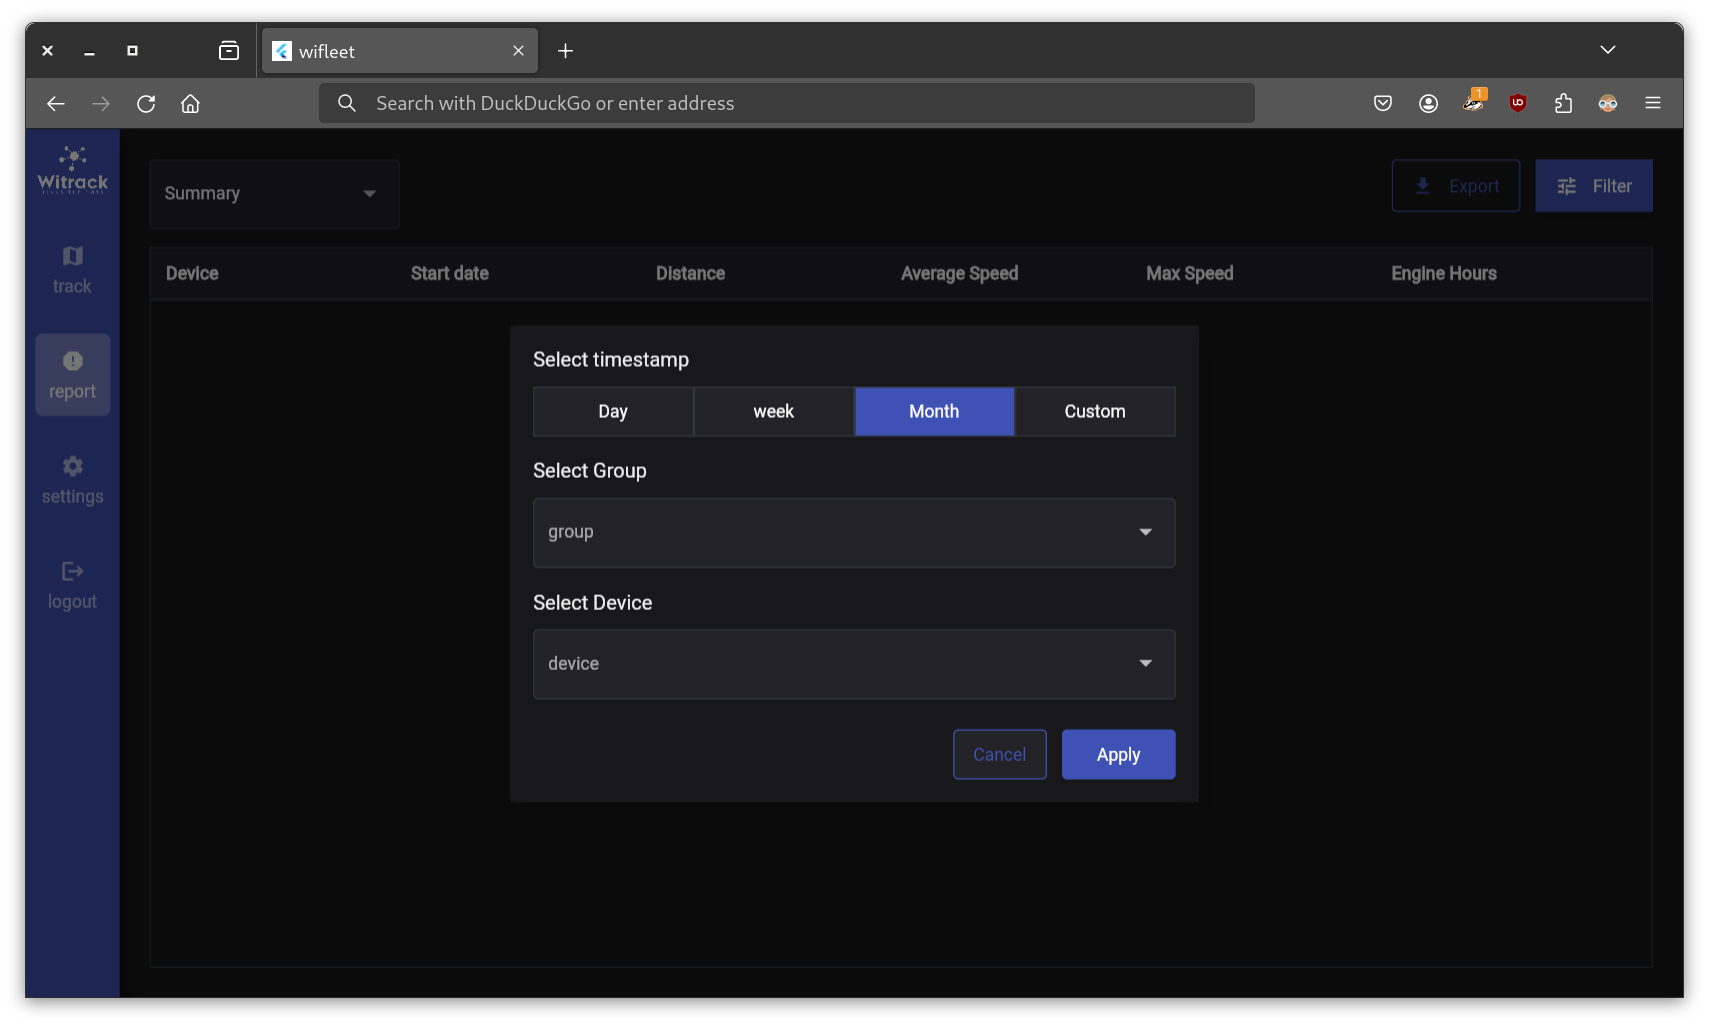 wifleet
Search with DuckDuckGo or enter address
1
Witrack
Summary
Export
Filter
track
report
settings
logout
Device Start date Distance Average Speed Max Speed Engine Hours
Select timestamp
Day week Month Custom
Select Group
group
Select Device
device
Cancel Apply